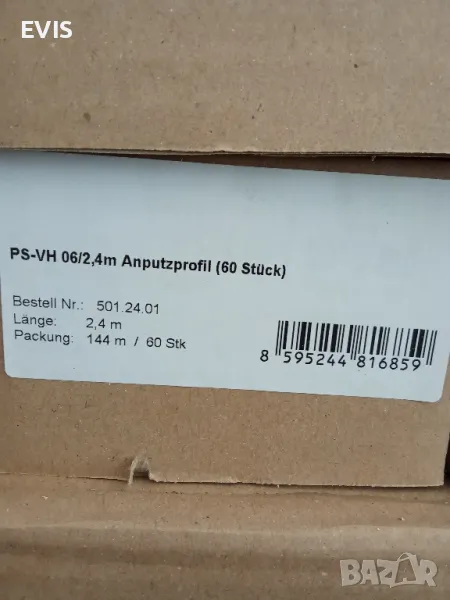 EVIS
PS-VH 06/2,4m Anputzprofil (60 Stück)
Bestell Nr.: 501.24.01
Länge: 2,4 m
Packung: 144 m / 60 Stk
8 595244 816859
BAZAR